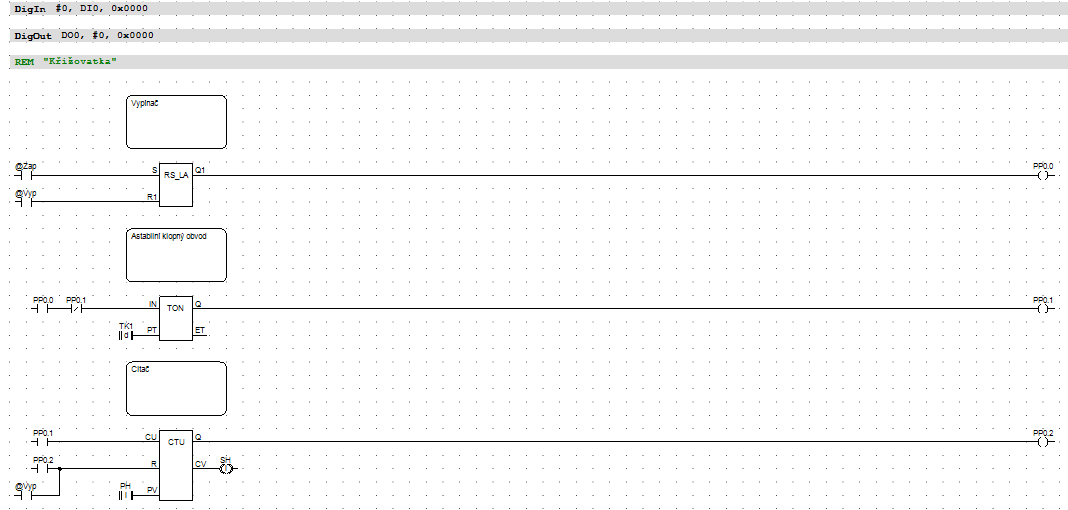 DigIn #0, DI0, 0x0000
DigOut DO0, #0, 0x0000
REM "Křižovatka"
Vypínač
@Zap S RS_LA Q1 PP0.0
@Vyp R1
Astabilní klopný obvod
PP0.0 PP0.1 IN TON Q PP0.1
TK1 d PT ET
Čítač
PP0.1 CU CTU Q PP0.2
PP0.2 R CV SH
@Vyp PH I PV